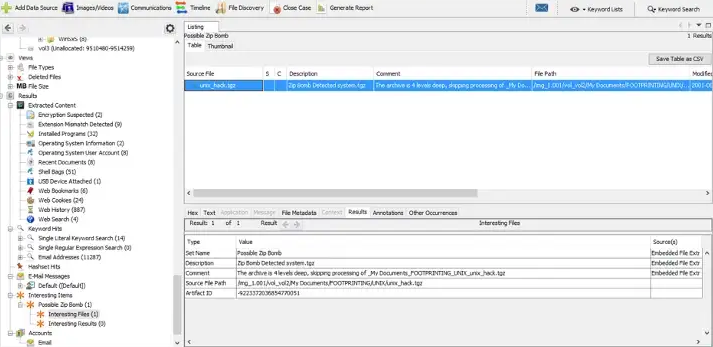 Add Data Source Images/Videos Communications Timeline File Discovery Close Case Generate Report Keyword Lists Keyword Search
WinRS (8)
vol3 (Unallocated: 9510480-9514259)
Views
File Types
Deleted Files
MB File Size
Results
Extracted Content
Encryption Suspected (2)
Extension Mismatch Detected (9)
Installed Programs (32)
Operating System Information (2)
Operating System User Account (8)
Recent Documents (8)
Shell Bags (51)
USB Device Attached (1)
Web Bookmarks (6)
Web Cookies (24)
Web History (887)
Web Search (4)
Keyword Hits
Single Literal Keyword Search (14)
Single Regular Expression Search (0)
Email Addresses (11287)
Hashset Hits
E-Mail Messages
Default ([Default])
Interesting Items
Possible Zip Bomb (1)
Interesting Files (1)
Interesting Results (0)
Accounts
Email
Listing
Possible Zip Bomb 1 Results
Table Thumbnail
Save Table as CSV
Source File S C Description Comment File Path Modified
unix_hack.tgz Zip Bomb Detected system.tgz The archive is 4 levels deep, skipping processing of _My Do... /img_1.001/vol_vol2/My Documents/FOOTPRINTING/UNIX/...
Hex Text Application Message File Metadata Context Results Annotations Other Occurrences
Result: 1 of 1 Result Interesting Files
Type Value Source(s)
Set Name Possible Zip Bomb Embedded File Extr
Description Zip Bomb Detected system.tgz Embedded File Extr
Comment The archive is 4 levels deep, skipping processing of _My Documents_FOOTPRINTING_UNIX_unix_hack.tgz Embedded File Extr
Source File Path /img_1.001/vol_vol2/My Documents/FOOTPRINTING/UNIX/unix_hack.tgz
Artifact ID -9223372036854770051